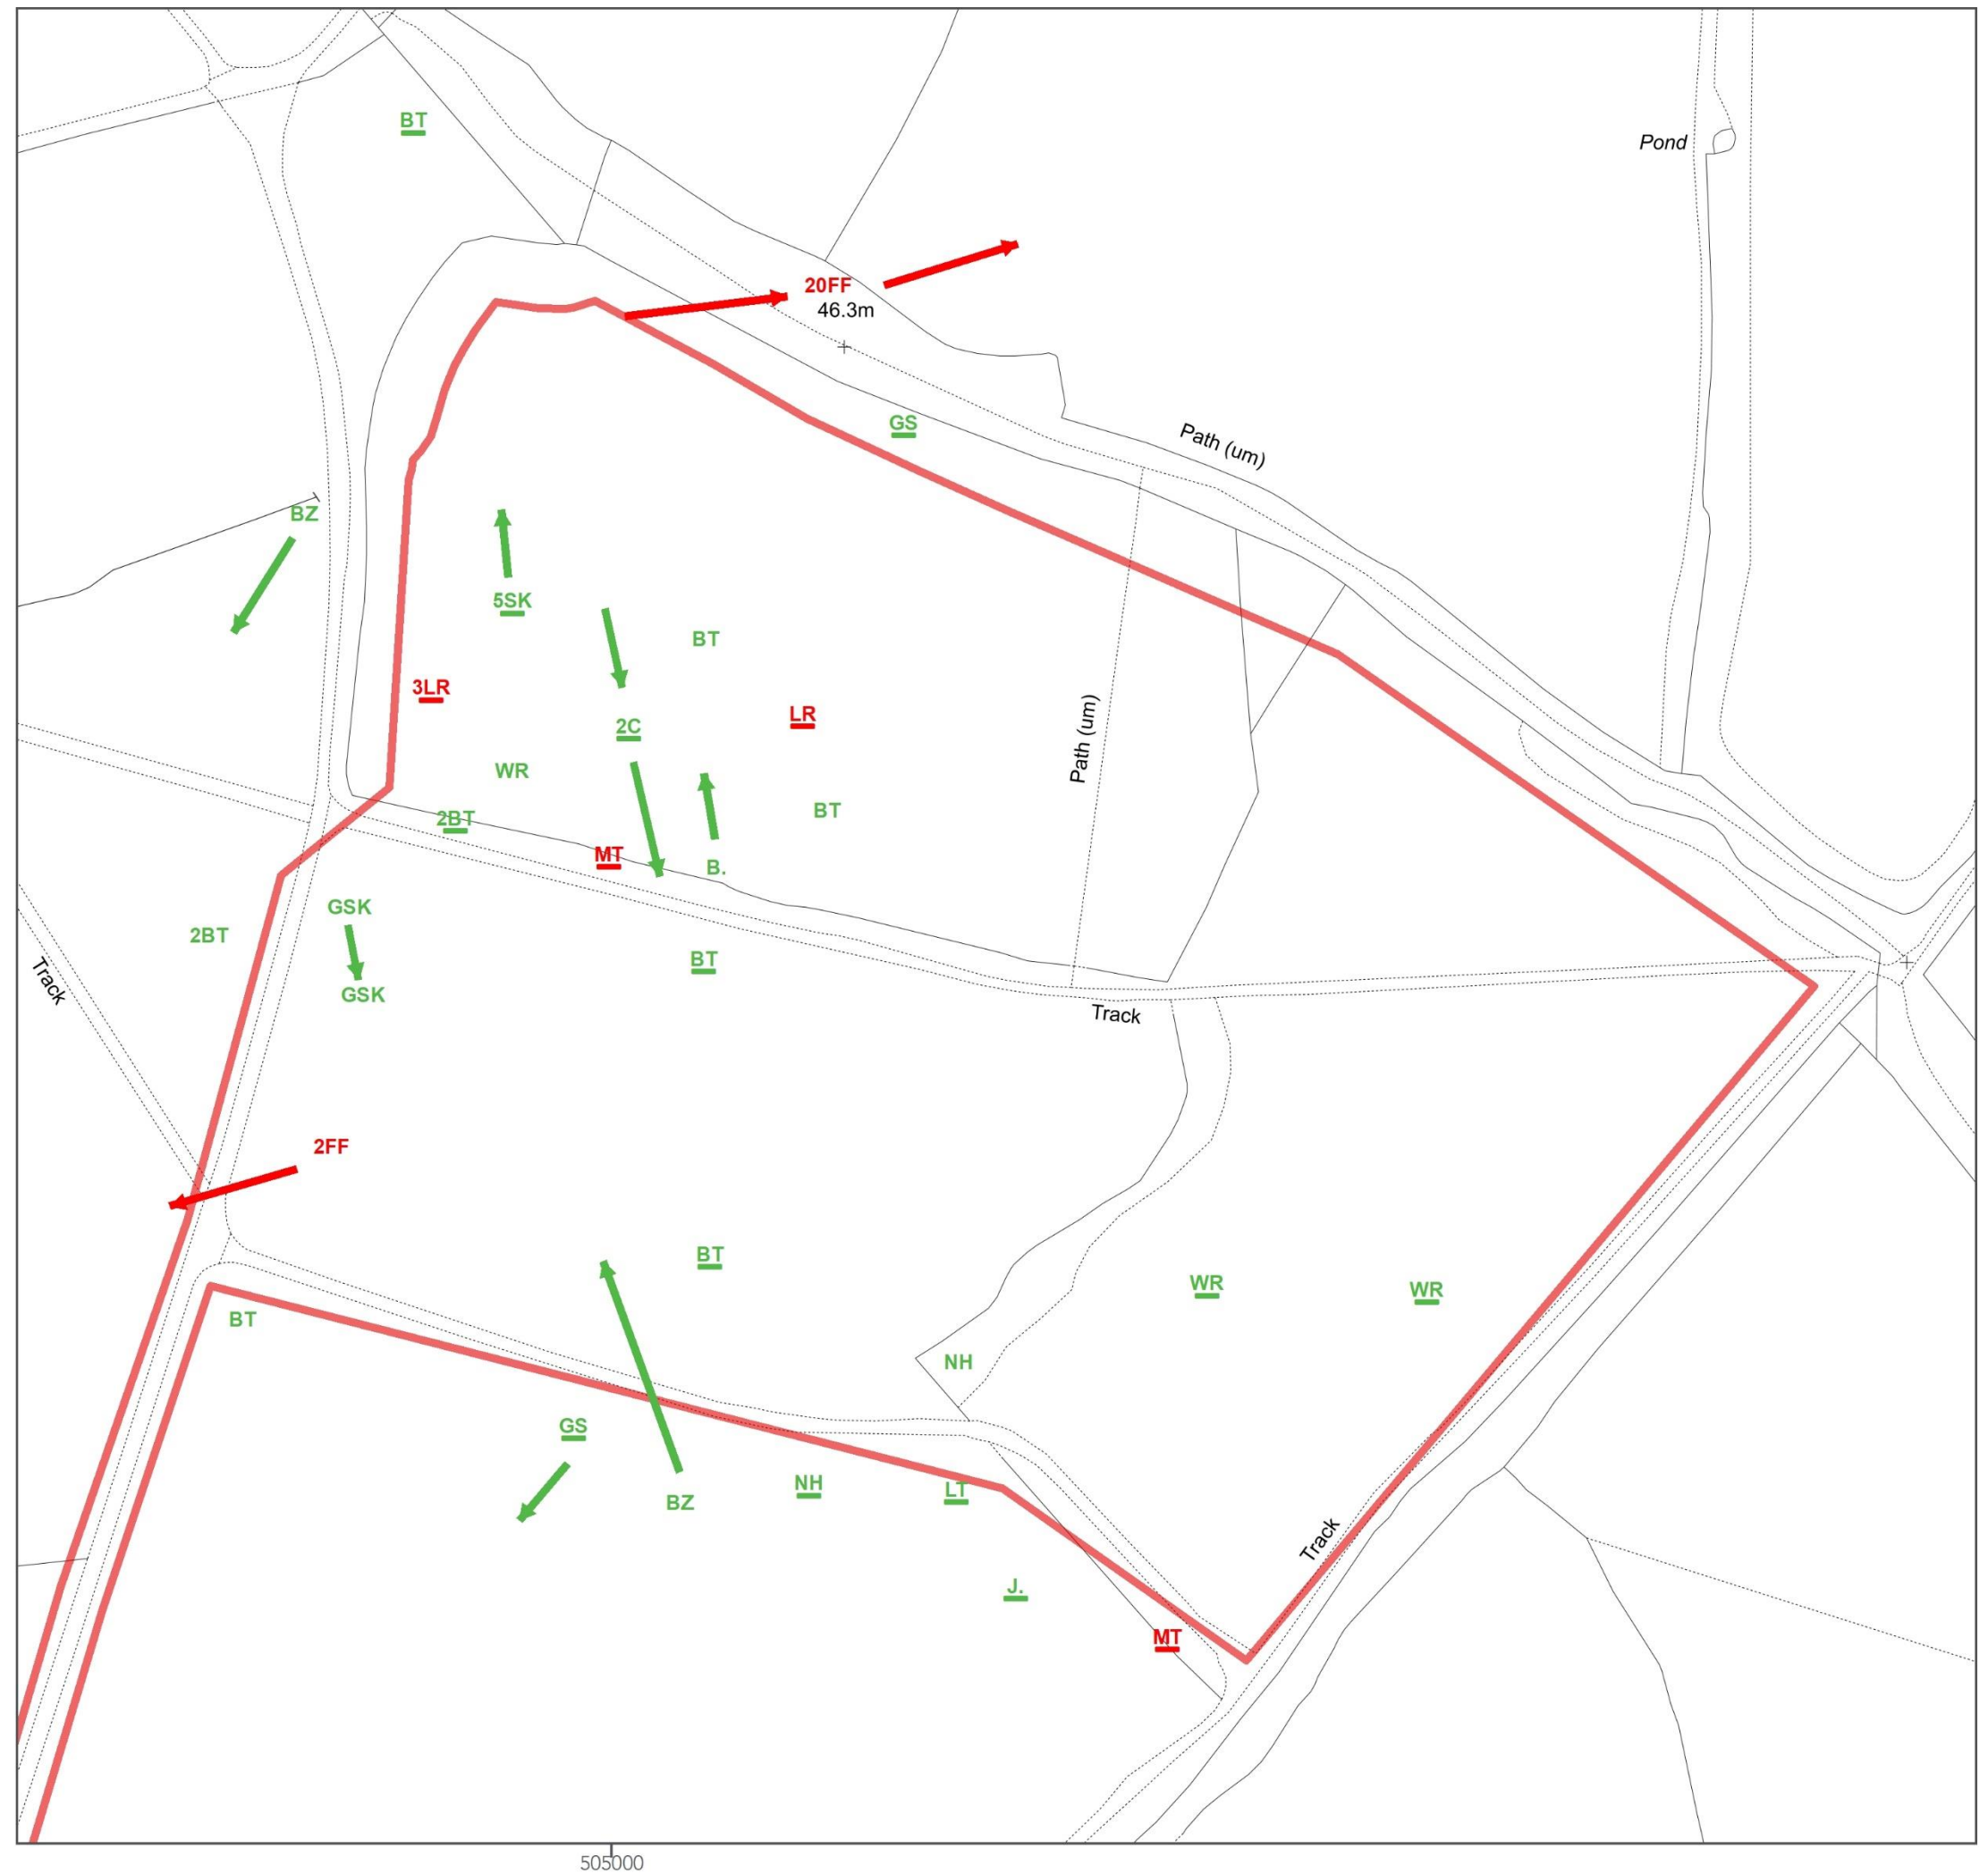 BT
Pond
20FF
46.3m
GS
Path (um)
BZ
5SK
BT
3LR
LR
2C
Path (um)
WR
BT
2BT
MT
B.
GSK
2BT
BT
Track
GSK
Track
2FF
BT
WR
WR
BT
NH
GS
NH
LT
BZ
Track
J.
MT
505000